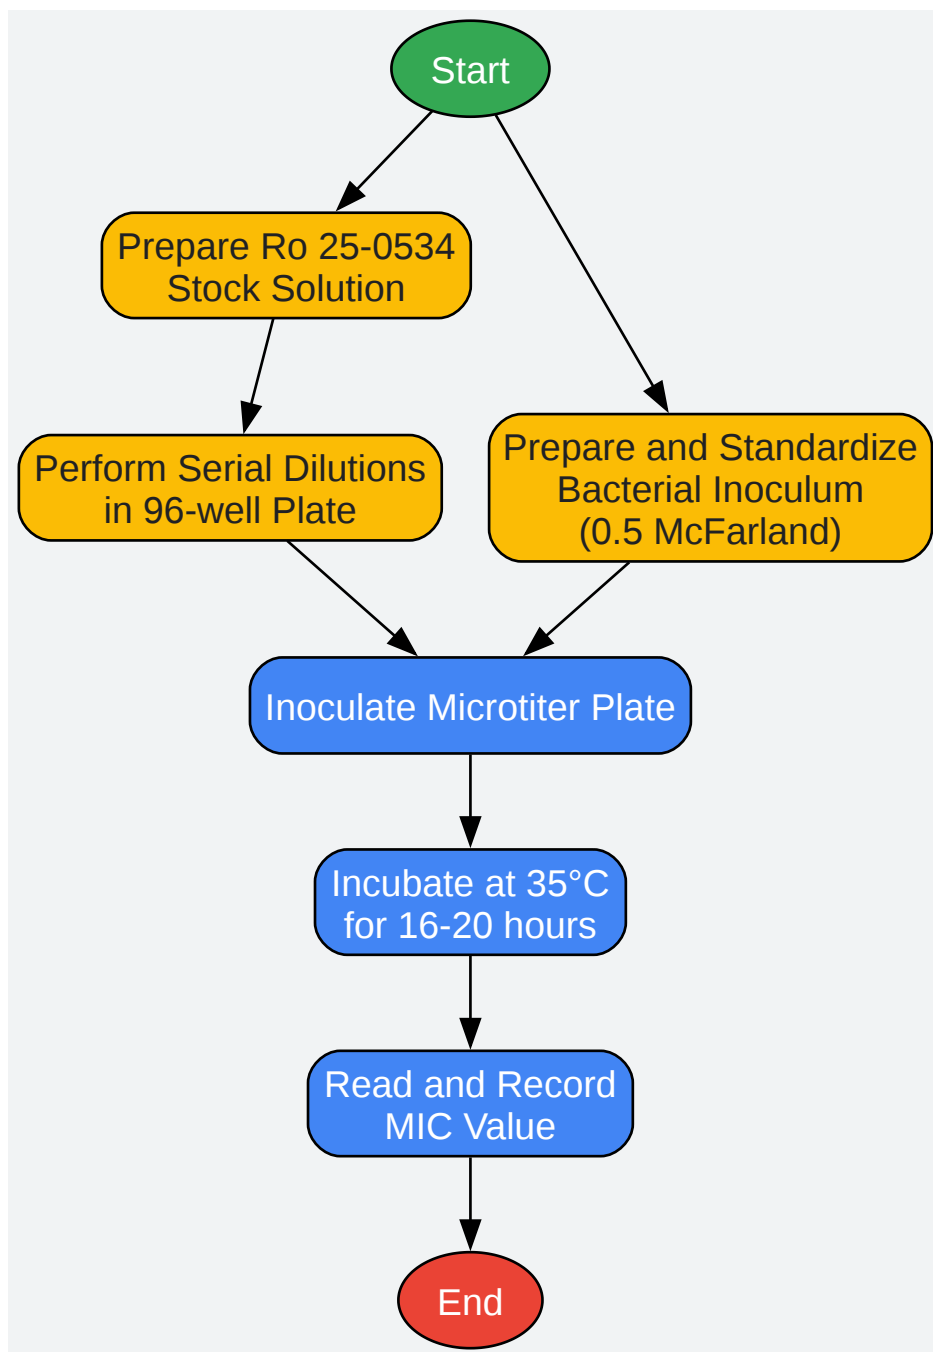 Start
Prepare Ro 25-0534
Stock Solution
Perform Serial Dilutions
in 96-well Plate
Prepare and Standardize
Bacterial Inoculum
(0.5 McFarland)
Inoculate Microtiter Plate
Incubate at 35°C
for 16-20 hours
Read and Record
MIC Value
End